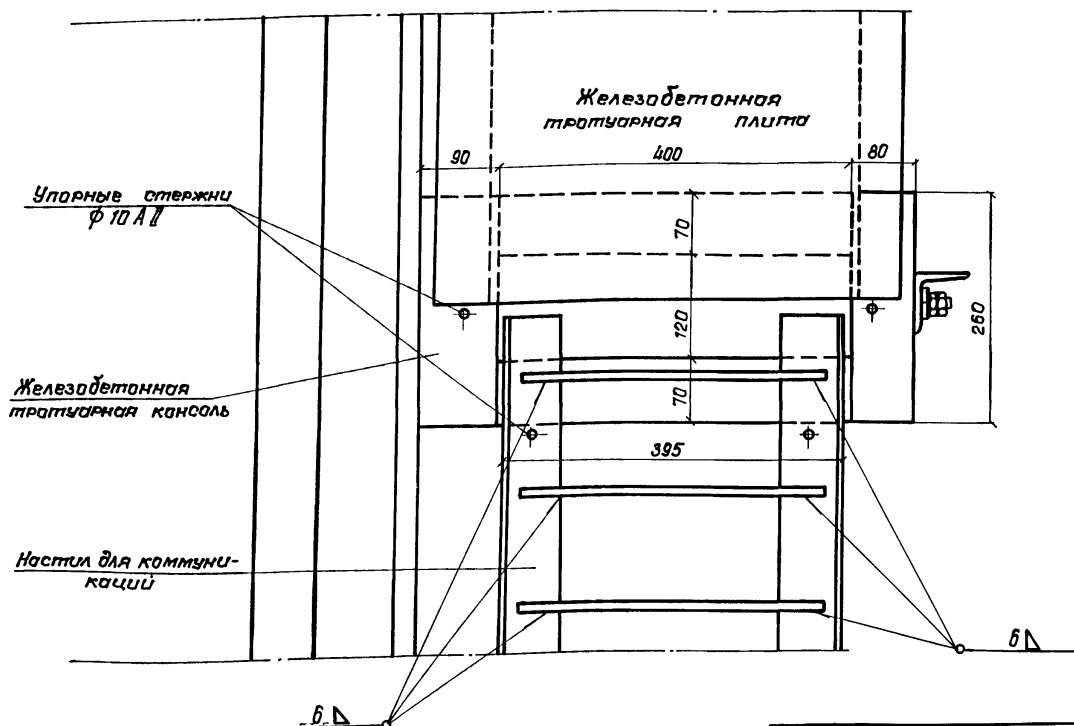 Железобетонная
тротуарная плита
90
400
80
Упорные стержни
φ 10 А II
70
120
260
Железобетонная
тротуарная консоль
70
395
Настил для коммуни-
каций
6
6